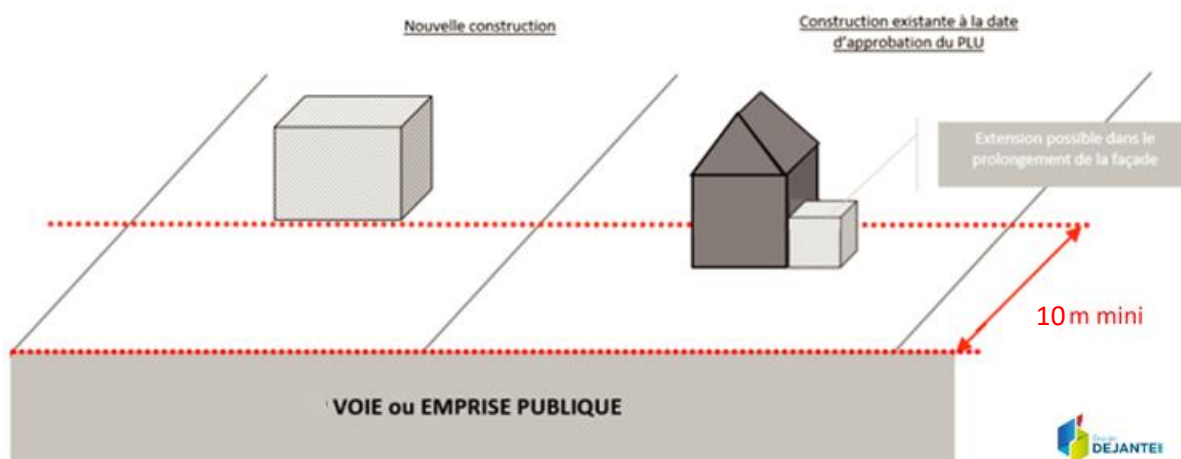 Nouvelle construction
Construction existante à la date
d'approbation du PLU
Extension possible dans le
prolongement de la façade
10 m mini
VOIE ou EMPRISE PUBLIQUE
DEJANTE